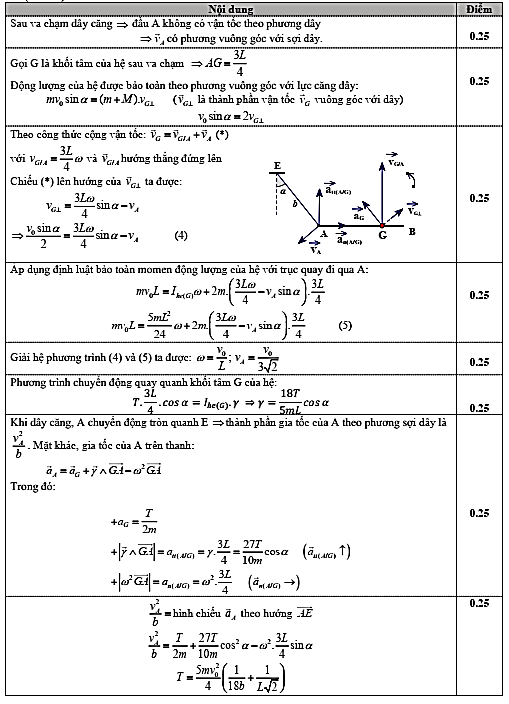 Nội dung Điểm
Sau va chạm dây căng ⇒ đầu A không có vận tốc theo phương dây
⇒ v⃗_A có phương vuông góc với sợi dây.
0.25
Gọi G là khối tâm của hệ sau va chạm ⇒ AG = 3L/4
Động lượng của hệ được bảo toàn theo phương vuông góc với lực căng dây:
mv₀ sin α = (m + M).v_G⊥ (v⃗_G⊥ là thành phần vận tốc v⃗_G vuông góc với dây)
v₀ sin α = 2v_G⊥
0.25
Theo công thức cộng vận tốc: v⃗_G = v⃗_G/A + v⃗_A (*)
với v_G/A = 3L/4 ω và v⃗_G/A hướng thẳng đứng lên
Chiếu (*) lên hướng của v⃗_G⊥ ta được:
v_G⊥ = 3Lω/4 sin α − v_A
⇒ v₀ sin α/2 = 3Lω/4 sin α − v_A (4)
E
α
b
a⃗_n(A/G)
v⃗_G/A
a⃗_G
v⃗_G⊥
A
G
B
v⃗_A
a⃗_n(A/G)
0.25
Áp dụng định luật bảo toàn momen động lượng của hệ với trục quay đi qua A:
mv₀L = I_he(G) ω + 2m.(3Lω/4 − v_A sin α).3L/4
mv₀L = 5mL²/24 ω + 2m.(3Lω/4 − v_A sin α).3L/4 (5)
0.25
Giải hệ phương trình (4) và (5) ta được: ω = v₀/L; v_A = v₀/3√2
0.25
Phương trình chuyển động quay quanh khối tâm G của hệ:
T.3L/4.cos α = I_he(G).γ ⇒ γ = 18T/5mL cos α
0.25
Khi dây căng, A chuyển động tròn quanh E ⇒ thành phần gia tốc của A theo phương sợi dây là
v_A²/b. Mặt khác, gia tốc của A trên thanh:
a⃗_A = a⃗_G + γ⃗ ∧ GA⃗ − ω² GA⃗
Trong đó:
+a_G = T/2m
+|γ⃗ ∧ GA⃗| = a_tt(A/G) = γ.3L/4 = 27T/10m cos α (a⃗_tt(A/G) ↑)
+|ω² GA⃗| = a_n(A/G) = ω².3L/4 (a⃗_n(A/G) →)
0.25
v_A²/b = hình chiếu a⃗_A theo hướng AE⃗
v_A²/b = T/2m + 27T/10m cos² α − ω².3L/4 sin α
T = 5mv₀²/4 (1/18b + 1/L√2)
0.25